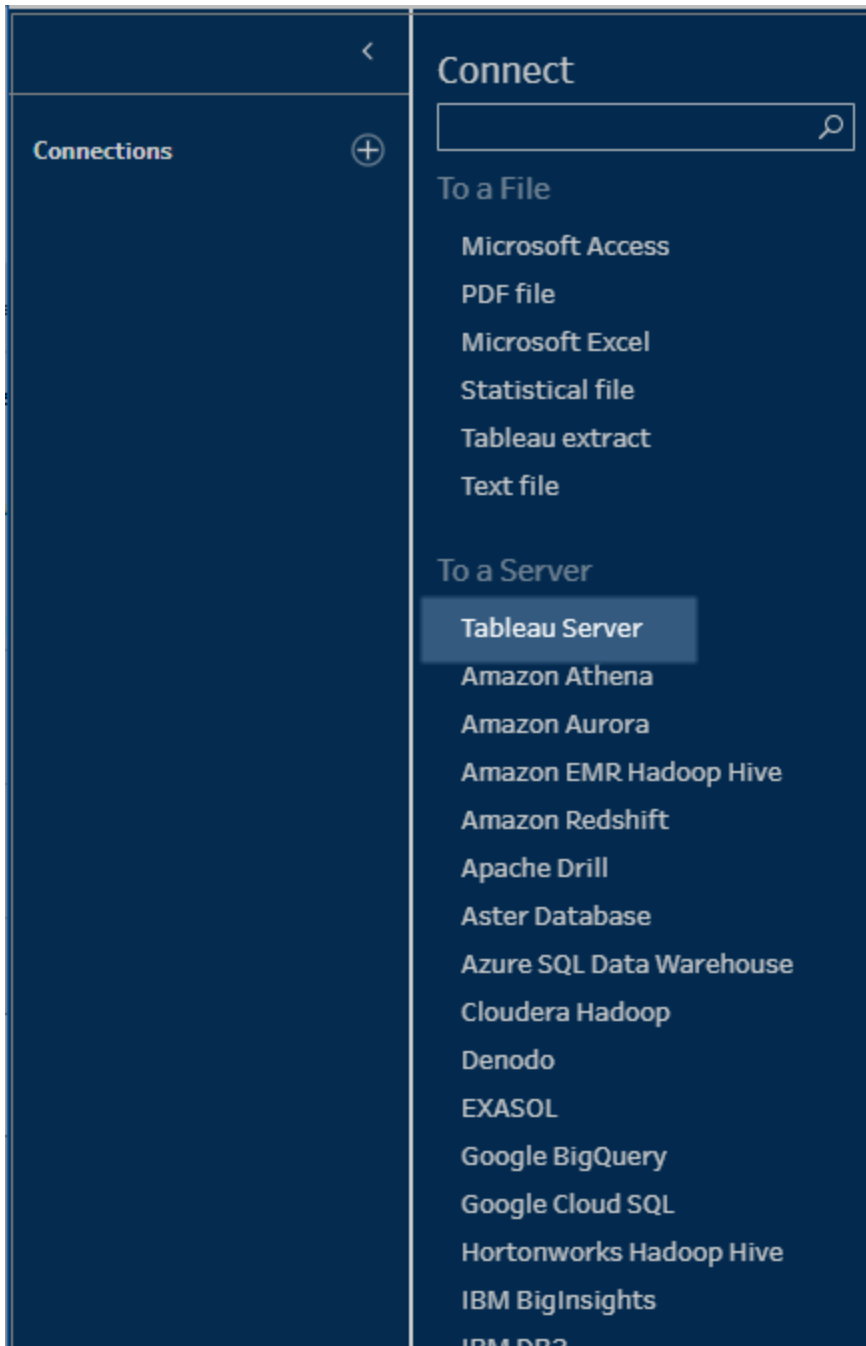 Connect
Connections
To a File
Microsoft Access
PDF file
Microsoft Excel
Statistical file
Tableau extract
Text file
To a Server
Tableau Server
Amazon Athena
Amazon Aurora
Amazon EMR Hadoop Hive
Amazon Redshift
Apache Drill
Aster Database
Azure SQL Data Warehouse
Cloudera Hadoop
Denodo
EXASOL
Google BigQuery
Google Cloud SQL
Hortonworks Hadoop Hive
IBM BigInsights
IBM DB2